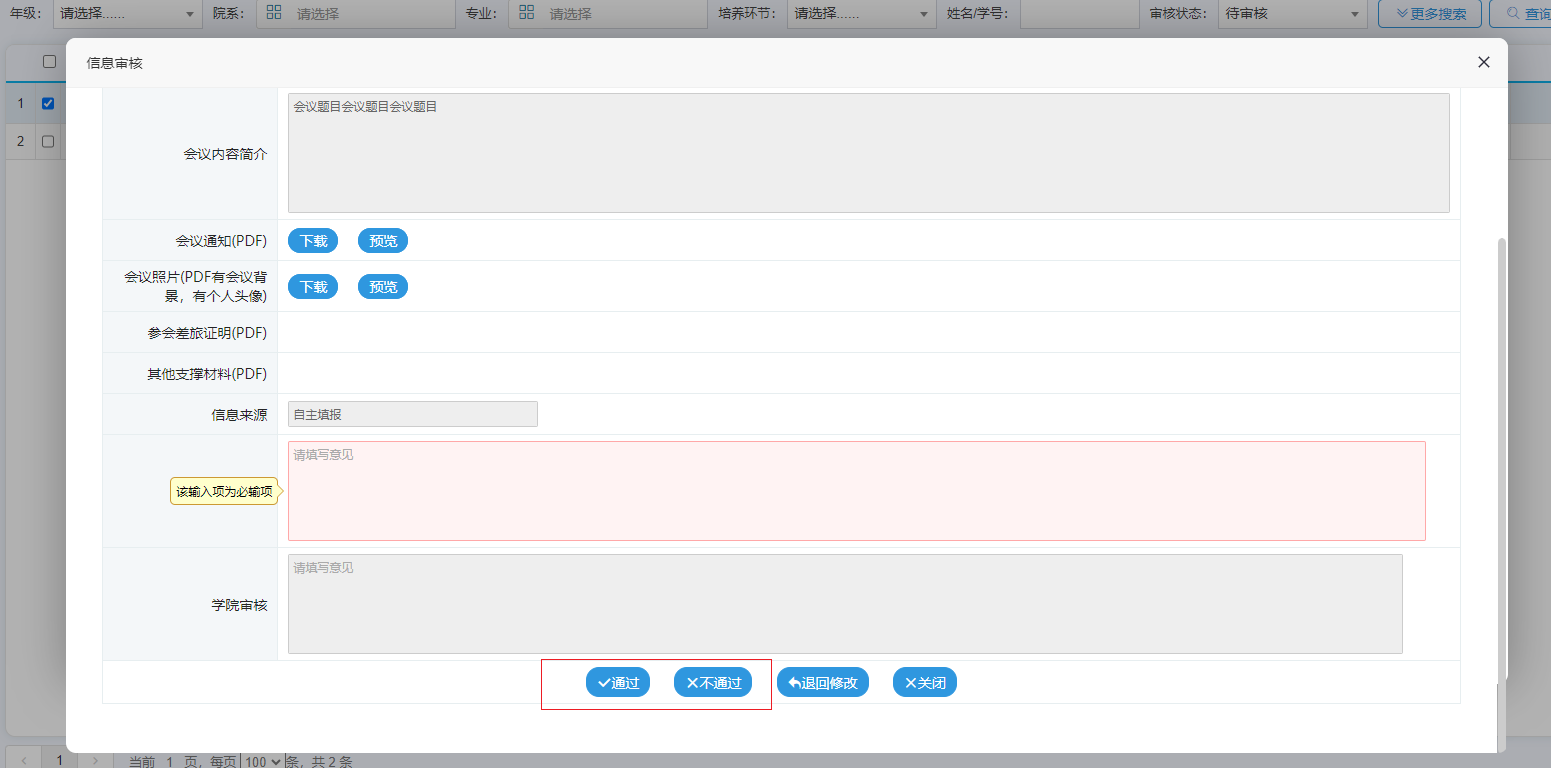 年级： 请选择...... 院系： 请选择 专业： 请选择 培养环节： 请选择...... 姓名/学号： 审核状态： 待审核 更多搜索 查询
信息审核
1
2
会议内容简介
会议题目会议题目会议题目
会议通知(PDF) 下载 预览
会议照片(PDF有会议背
景，有个人头像)
下载 预览
参会差旅证明(PDF)
其他支撑材料(PDF)
信息来源 自主填报
请填写意见
该输入项为必输项
请填写意见
学院审核
通过 不通过 退回修改 关闭
1 当前 1 页，每页 100 条，共 2 条